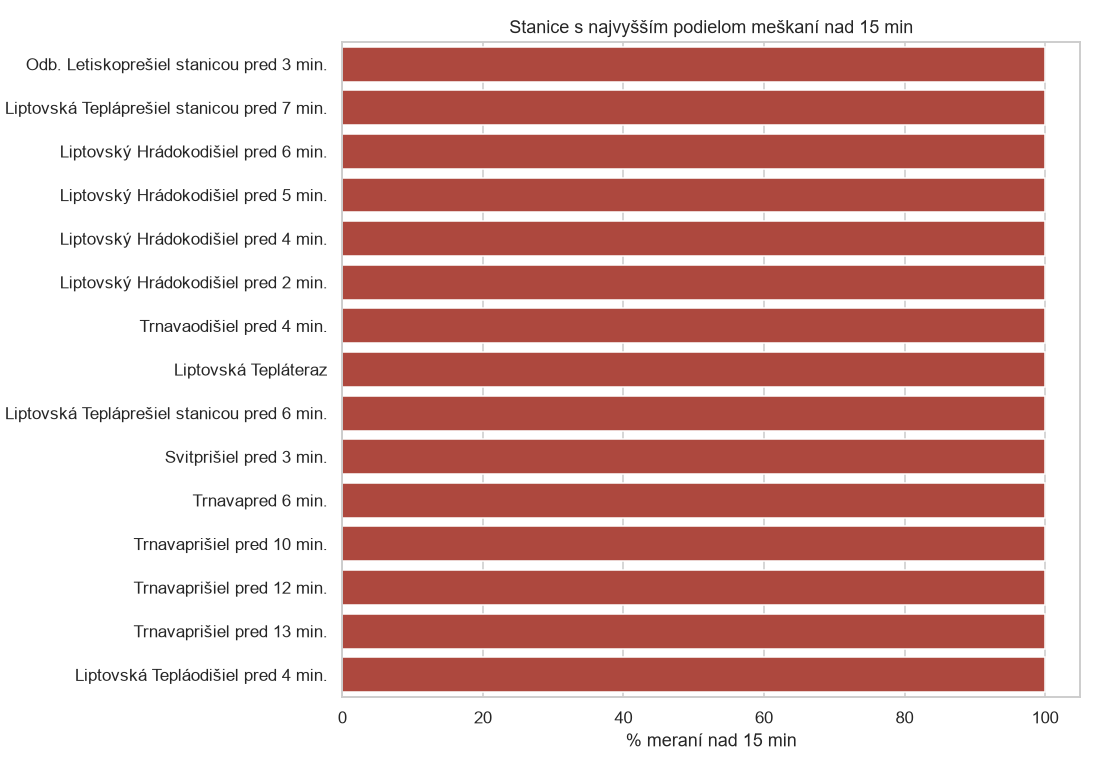 Stanice s najvyšším podielom meškaní nad 15 min
Odb. Letiskoprešiel stanicou pred 3 min.
Liptovská Tepláprešiel stanicou pred 7 min.
Liptovský Hrádokodišiel pred 6 min.
Liptovský Hrádokodišiel pred 5 min.
Liptovský Hrádokodišiel pred 4 min.
Liptovský Hrádokodišiel pred 2 min.
Trnavaodišiel pred 4 min.
Liptovská Tepláteraz
Liptovská Tepláprešiel stanicou pred 6 min.
Svitprišiel pred 3 min.
Trnavapred 6 min.
Trnavaprišiel pred 10 min.
Trnavaprišiel pred 12 min.
Trnavaprišiel pred 13 min.
Liptovská Tepláodišiel pred 4 min.
0 20 40 60 80 100
% meraní nad 15 min